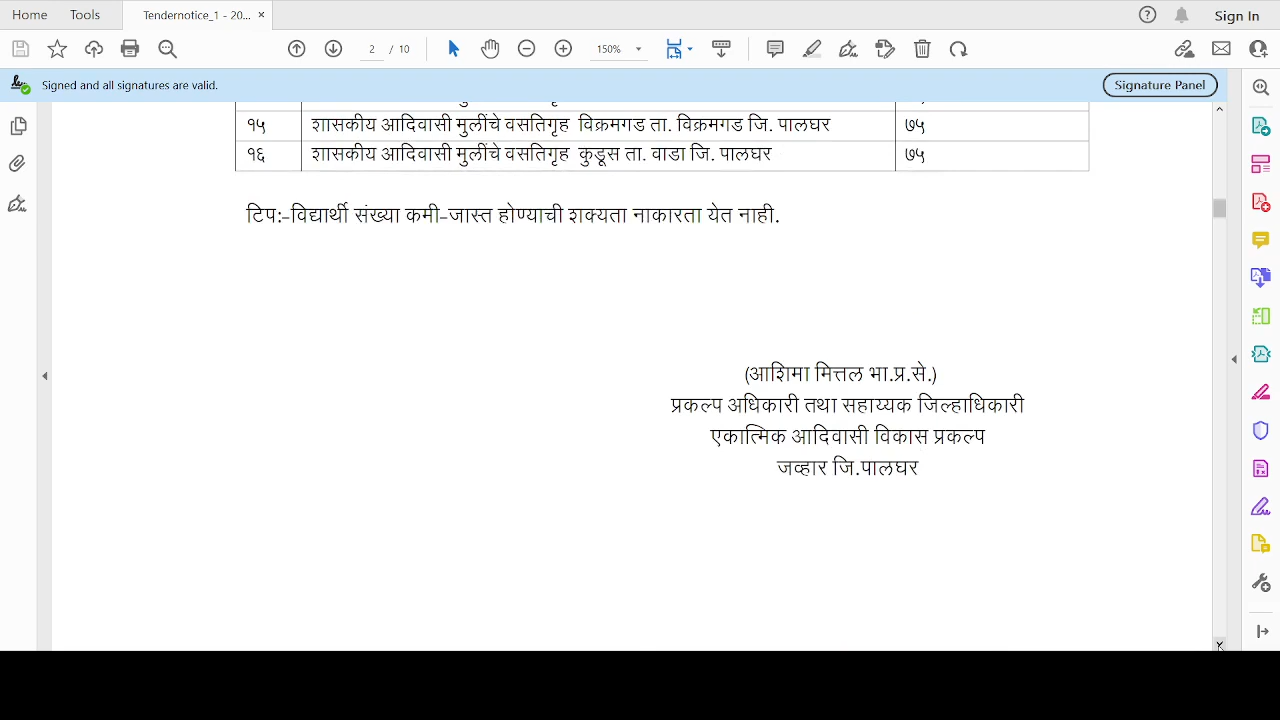 Home Tools Tendernotice_1 - 20... × Sign In
2 / 10 150%
Signed and all signatures are valid. Signature Panel
१५ शासकीय आदिवासी मुलींचे वसतिगृह विक्रमगड ता. विक्रमगड जि. पालघर ७५
१६ शासकीय आदिवासी मुलींचे वसतिगृह कुडूस ता. वाडा जि. पालघर ७५
टिप:-विद्यार्थी संख्या कमी-जास्त होण्याची शक्यता नाकारता येत नाही.
(आशिमा मित्तल भा.प्र.से.)
प्रकल्प अधिकारी तथा सहाय्यक जिल्हाधिकारी
एकात्मिक आदिवासी विकास प्रकल्प
जव्हार जि.पालघर